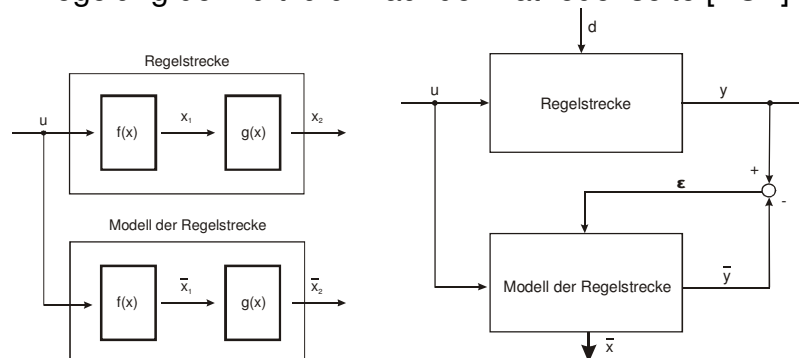 Regelstrecke
u
f(x)
x₁
g(x)
x₂
Modell der Regelstrecke
f(x)
x̅₁
g(x)
x̅₂
d
u
Regelstrecke
y
+
ε
-
Modell der Regelstrecke
y̅
x̅